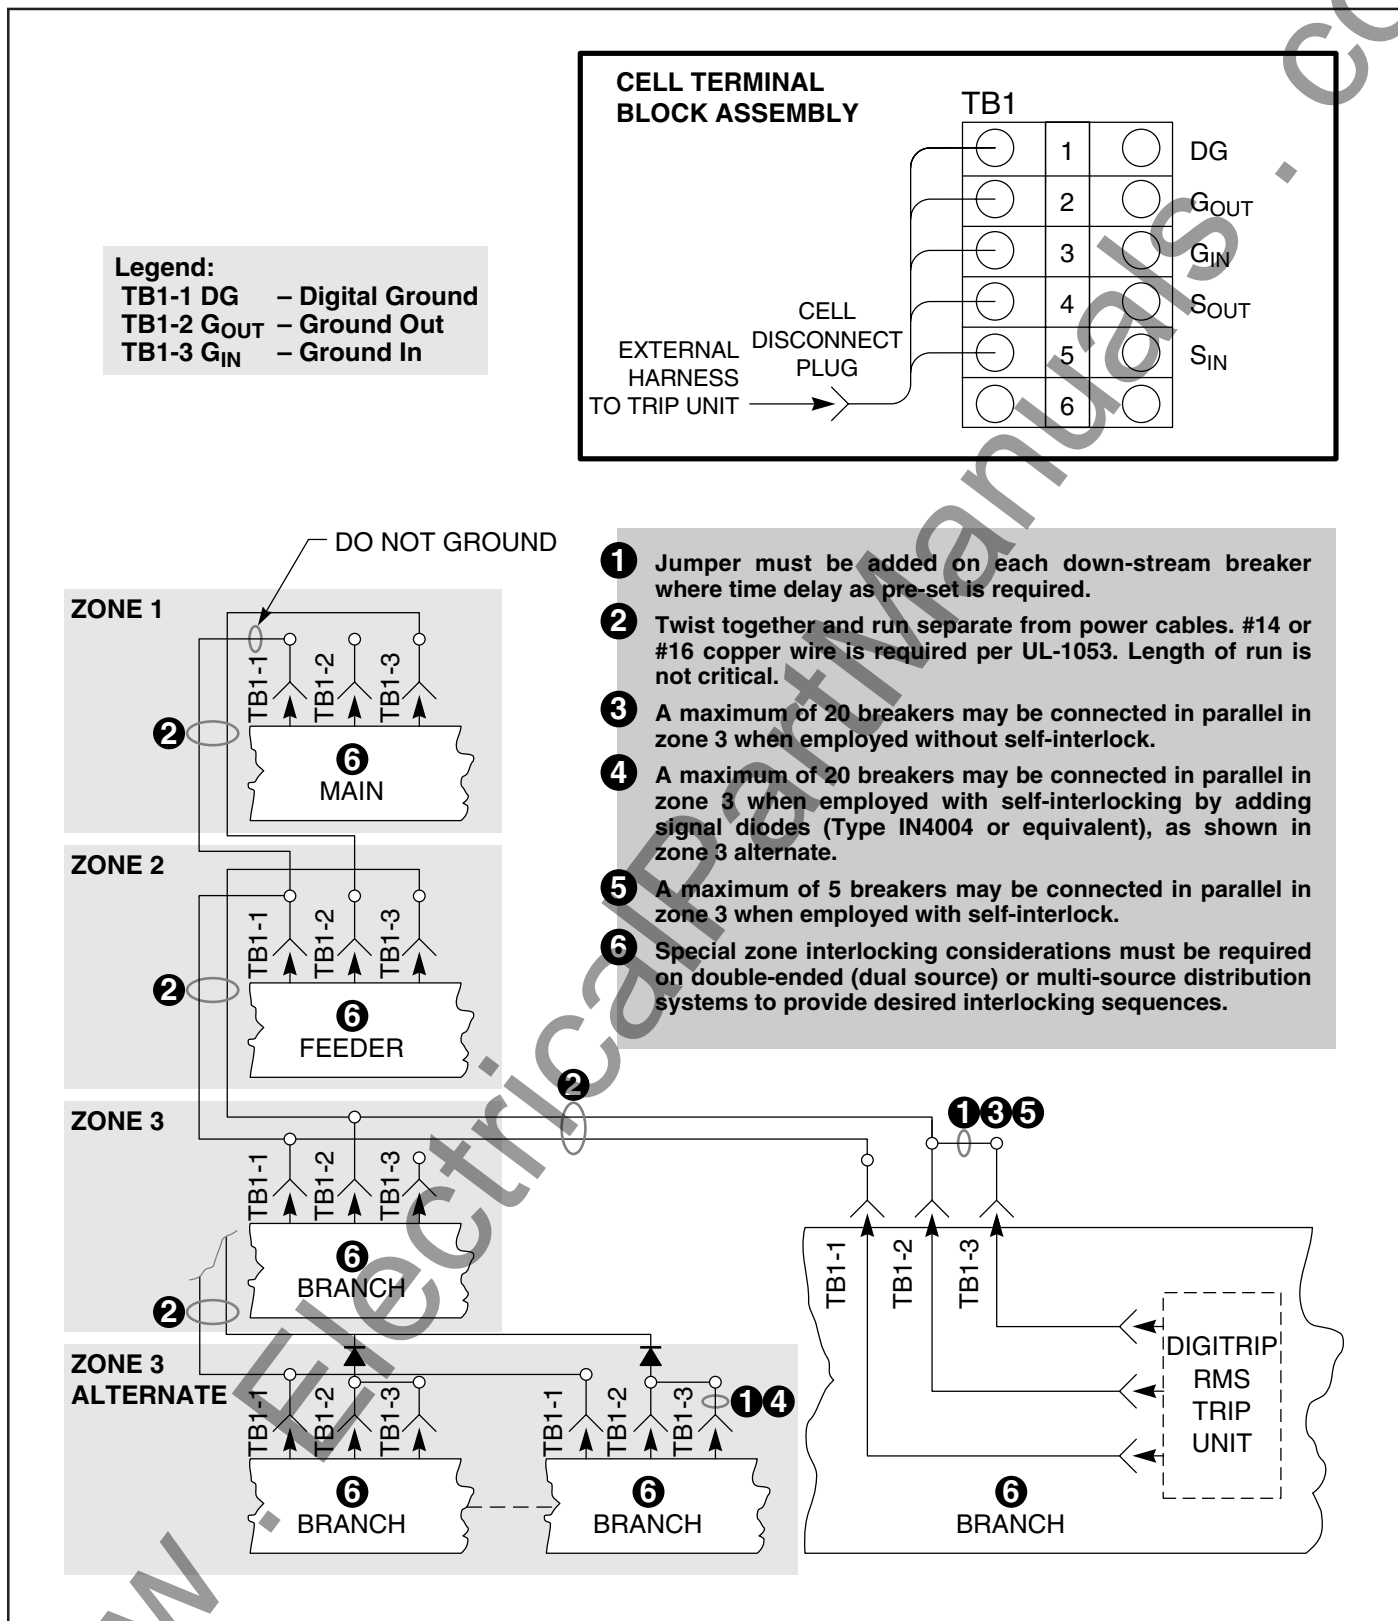 CELL TERMINAL
BLOCK ASSEMBLY
TB1
1 DG
2 GOUT
3 GIN
4 SOUT
5 SIN
6
CELL
DISCONNECT
PLUG
EXTERNAL
HARNESS
TO TRIP UNIT
Legend:
TB1-1 DG – Digital Ground
TB1-2 GOUT – Ground Out
TB1-3 GIN – Ground In
DO NOT GROUND
1 Jumper must be added on each down-stream breaker
where time delay as pre-set is required.
2 Twist together and run separate from power cables. #14 or
#16 copper wire is required per UL-1053. Length of run is
not critical.
3 A maximum of 20 breakers may be connected in parallel in
zone 3 when employed without self-interlock.
4 A maximum of 20 breakers may be connected in parallel in
zone 3 when employed with self-interlocking by adding
signal diodes (Type IN4004 or equivalent), as shown in
zone 3 alternate.
5 A maximum of 5 breakers may be connected in parallel in
zone 3 when employed with self-interlock.
6 Special zone interlocking considerations must be required
on double-ended (dual source) or multi-source distribution
systems to provide desired interlocking sequences.
ZONE 1
TB1-1 TB1-2 TB1-3
2
6
MAIN
ZONE 2
TB1-1 TB1-2 TB1-3
2
6
FEEDER
ZONE 3
2
1 3 5
TB1-1 TB1-2 TB1-3
6
BRANCH
2
TB1-1 TB1-2 TB1-3
DIGITRIP
RMS
TRIP
UNIT
6
BRANCH
ZONE 3
ALTERNATE
TB1-1 TB1-2 TB1-3
TB1-1 TB1-2 TB1-3
1 4
6
BRANCH
6
BRANCH
w . ElectricalPartManuals . co